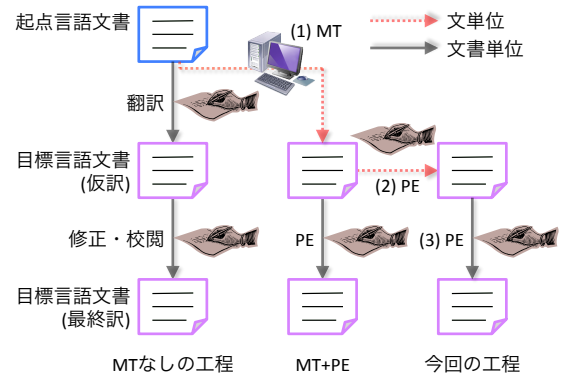 起点言語文書
(1) MT
文単位
文書単位
翻訳
目標言語文書
(仮訳)
(2) PE
修正・校閲
PE
(3) PE
目標言語文書
(最終訳)
MTなしの工程
MT+PE
今回の工程